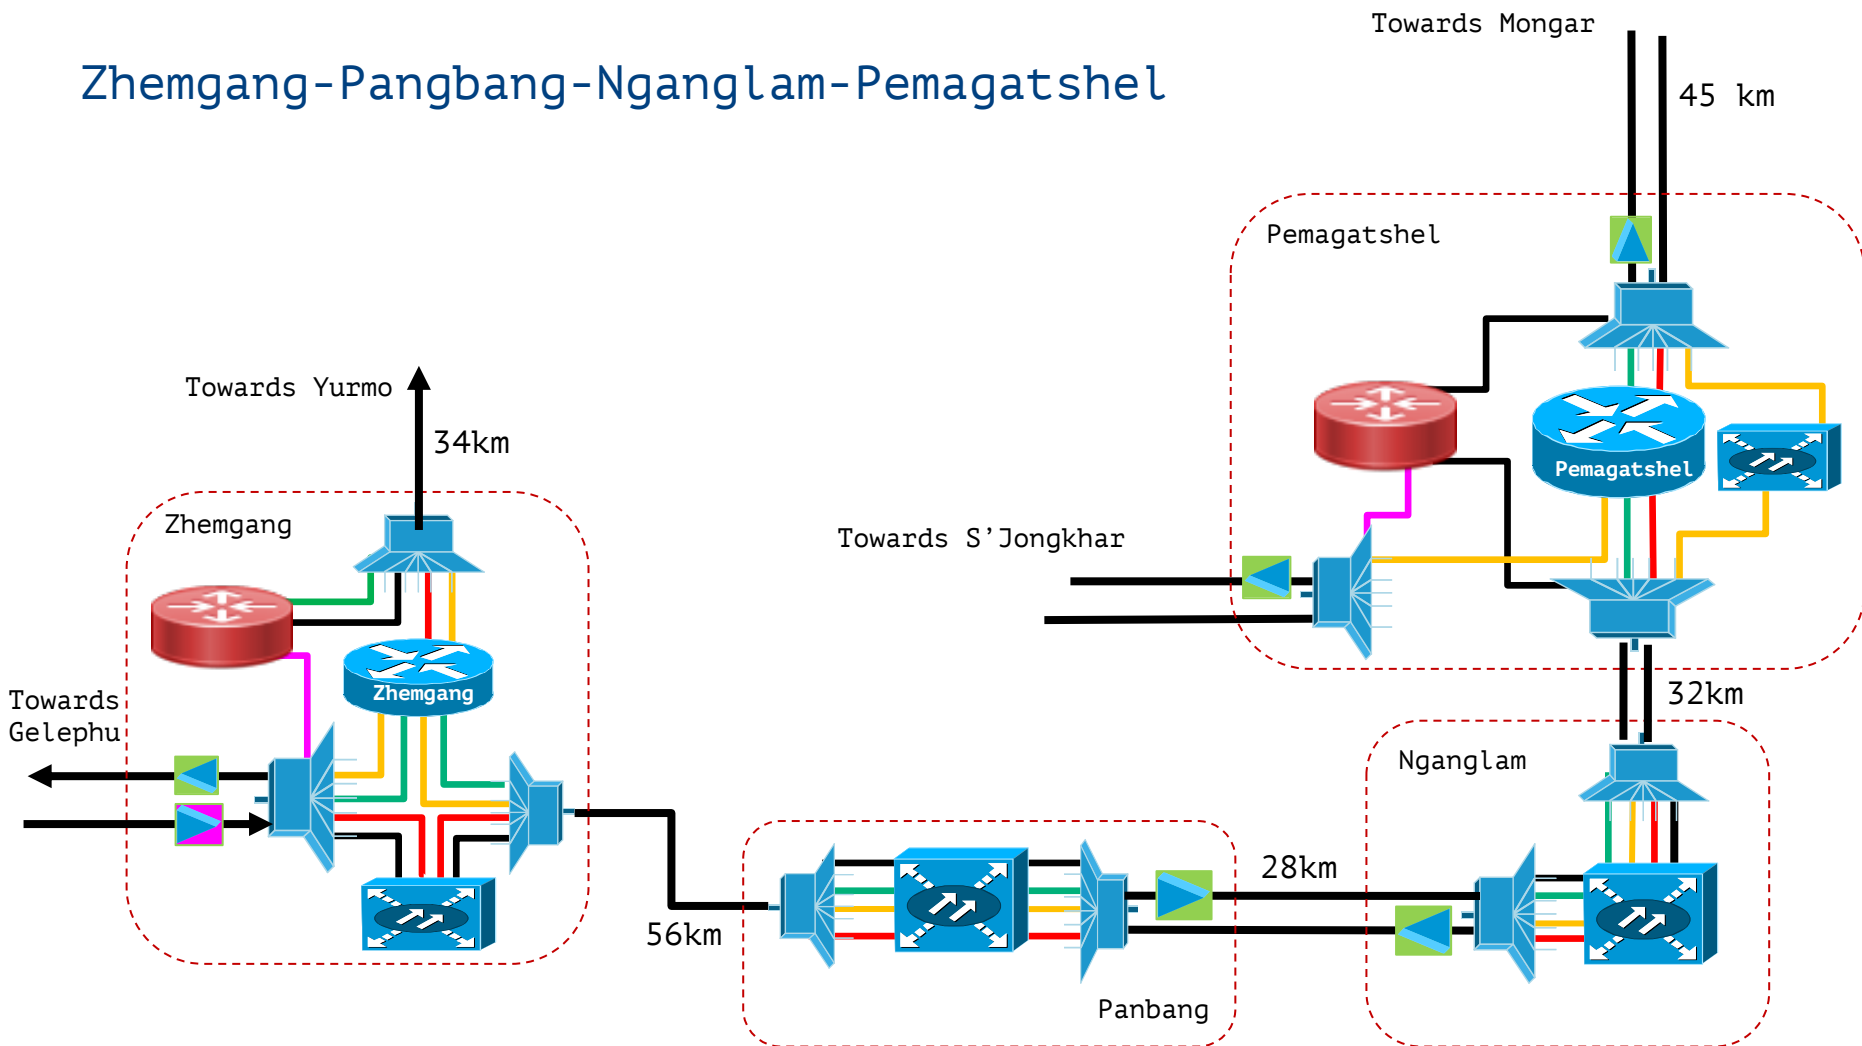 Towards Mongar
Zhemgang-Pangbang-Nganglam-Pemagatshel
45 km
Pemagatshel
Towards Yurmo
34km
Pemagatshel
Zhemgang
Towards S'Jongkhar
Zhemgang
Towards
Gelephu
32km
Nganglam
28km
56km
Panbang